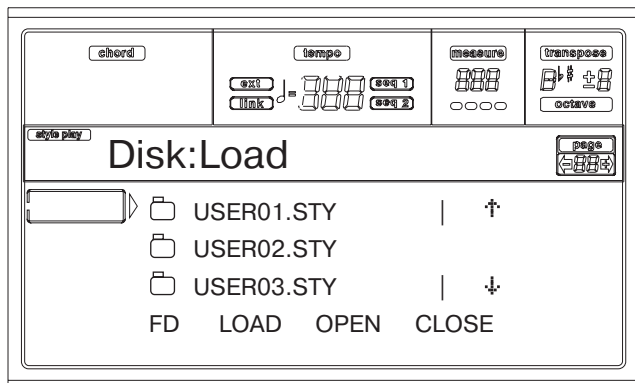 chord tempo measure transpose
ext seq 1
link seq 2
octave
style play
Disk:Load
page
USER01.STY
USER02.STY
USER03.STY
FD LOAD OPEN CLOSE